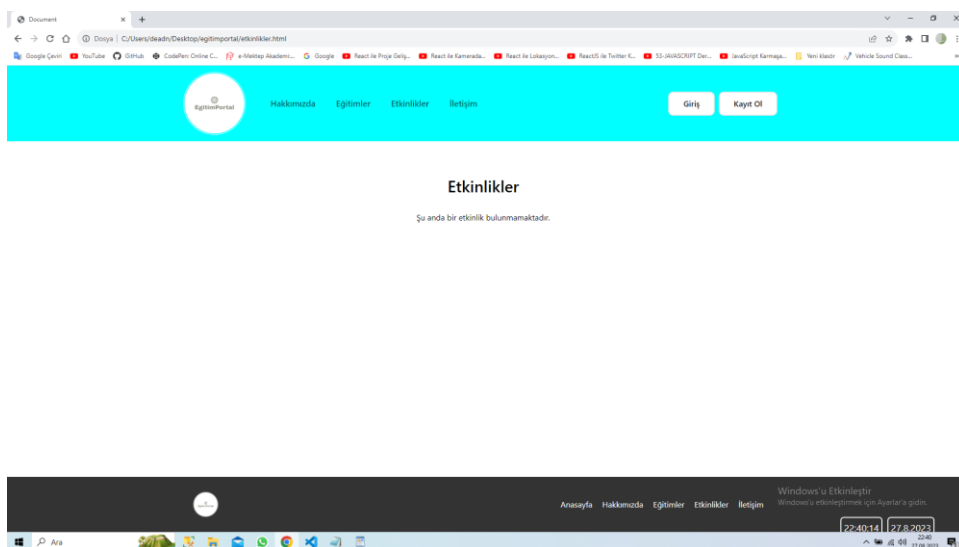 Document
Dosya | C:/Users/deadn/Desktop/egitimportal/etkinlikler.html
Google Çeviri YouTube GitHub CodePen: Online C... e-Mektep Akademi:... Google React ile Proje Geliş... React ile Kamerada... React ile Lokasyon... ReactJS ile Twitter K... 53-JAVASCRIPT Der... JavaScript Karmaşa... Yeni klasör Vehicle Sound Class...
EgitimPortal
Hakkımızda Eğitimler Etkinlikler İletişim
Giriş Kayıt Ol
Etkinlikler
Şu anda bir etkinlik bulunmamaktadır.
Anasayfa Hakkımızda Eğitimler Etkinlikler İletişim
Windows'u Etkinleştir
Windows'u etkinleştirmek için Ayarlar'a gidin.
22:40:14 27.8.2023
Ara
22:40
27.08.2023